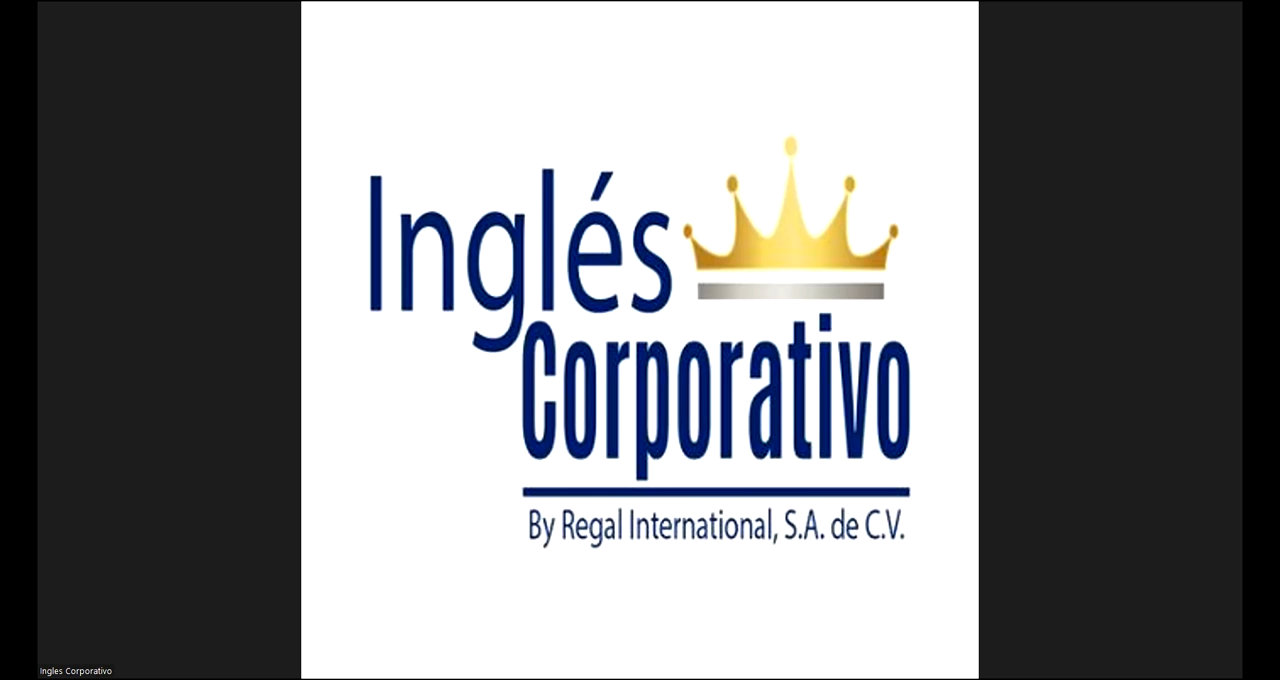 Inglés
Corporativo
By Regal International, S.A. de C.V.
Ingles Corporativo